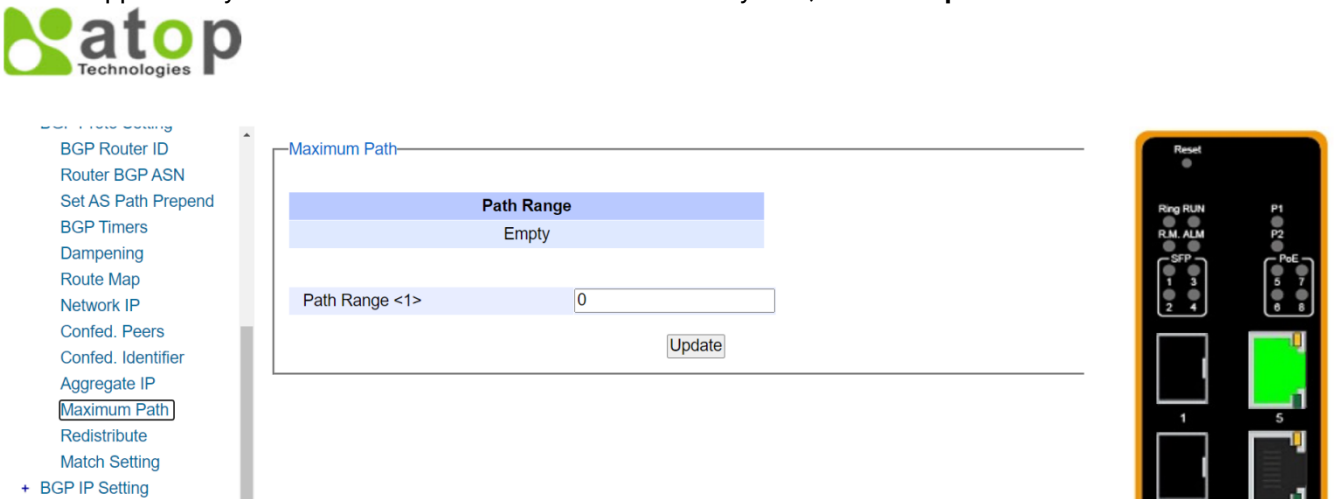 atop
Technologies
BGP Router ID
Router BGP ASN
Set AS Path Prepend
BGP Timers
Dampening
Route Map
Network IP
Confed. Peers
Confed. Identifier
Aggregate IP
Maximum Path
Redistribute
Match Setting
+ BGP IP Setting
Maximum Path
Path Range
Empty
Path Range <1> 0
Update
Reset
Ring RUN P1
R.M. ALM P2
SFP PoE
1 3 5 7
2 4 6 8
1 5